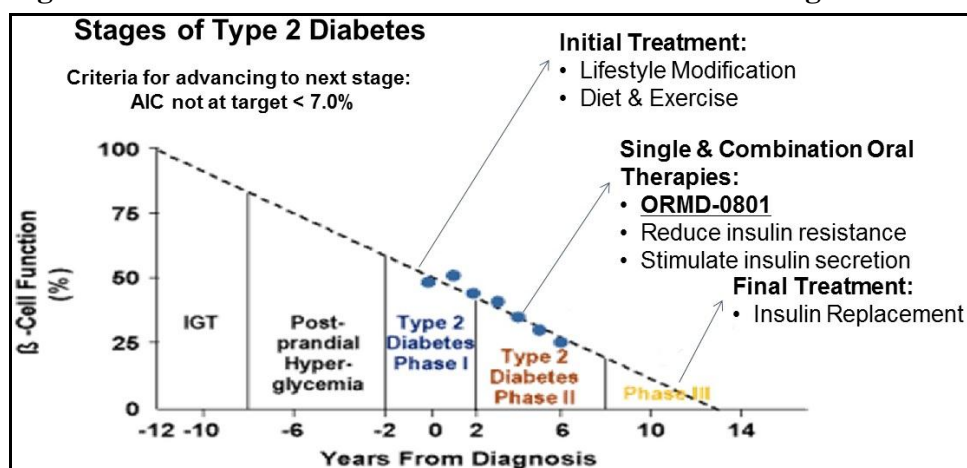 Stages of Type 2 Diabetes
Criteria for advancing to next stage:
AIC not at target < 7.0%
Initial Treatment:
• Lifestyle Modification
• Diet & Exercise
Single & Combination Oral
Therapies:
• ORMD-0801
• Reduce insulin resistance
• Stimulate insulin secretion
Final Treatment:
• Insulin Replacement
ß -Cell Function
(%)
100
75
50
25
0
IGT
Post-
prandial
Hyper-
glycemia
Type 2
Diabetes
Phase I
Type 2
Diabetes
Phase II
Phase III
-12 -10 -6 -2 0 2 6 10 14
Years From Diagnosis